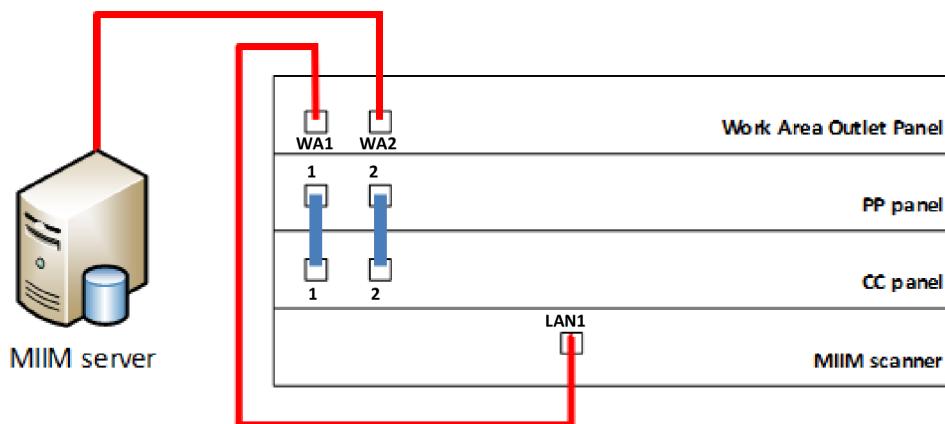 WA1 WA2
Work Area Outlet Panel
1 2
PP panel
CC panel
1 2
LAN1
MIIM server
MIIM scanner